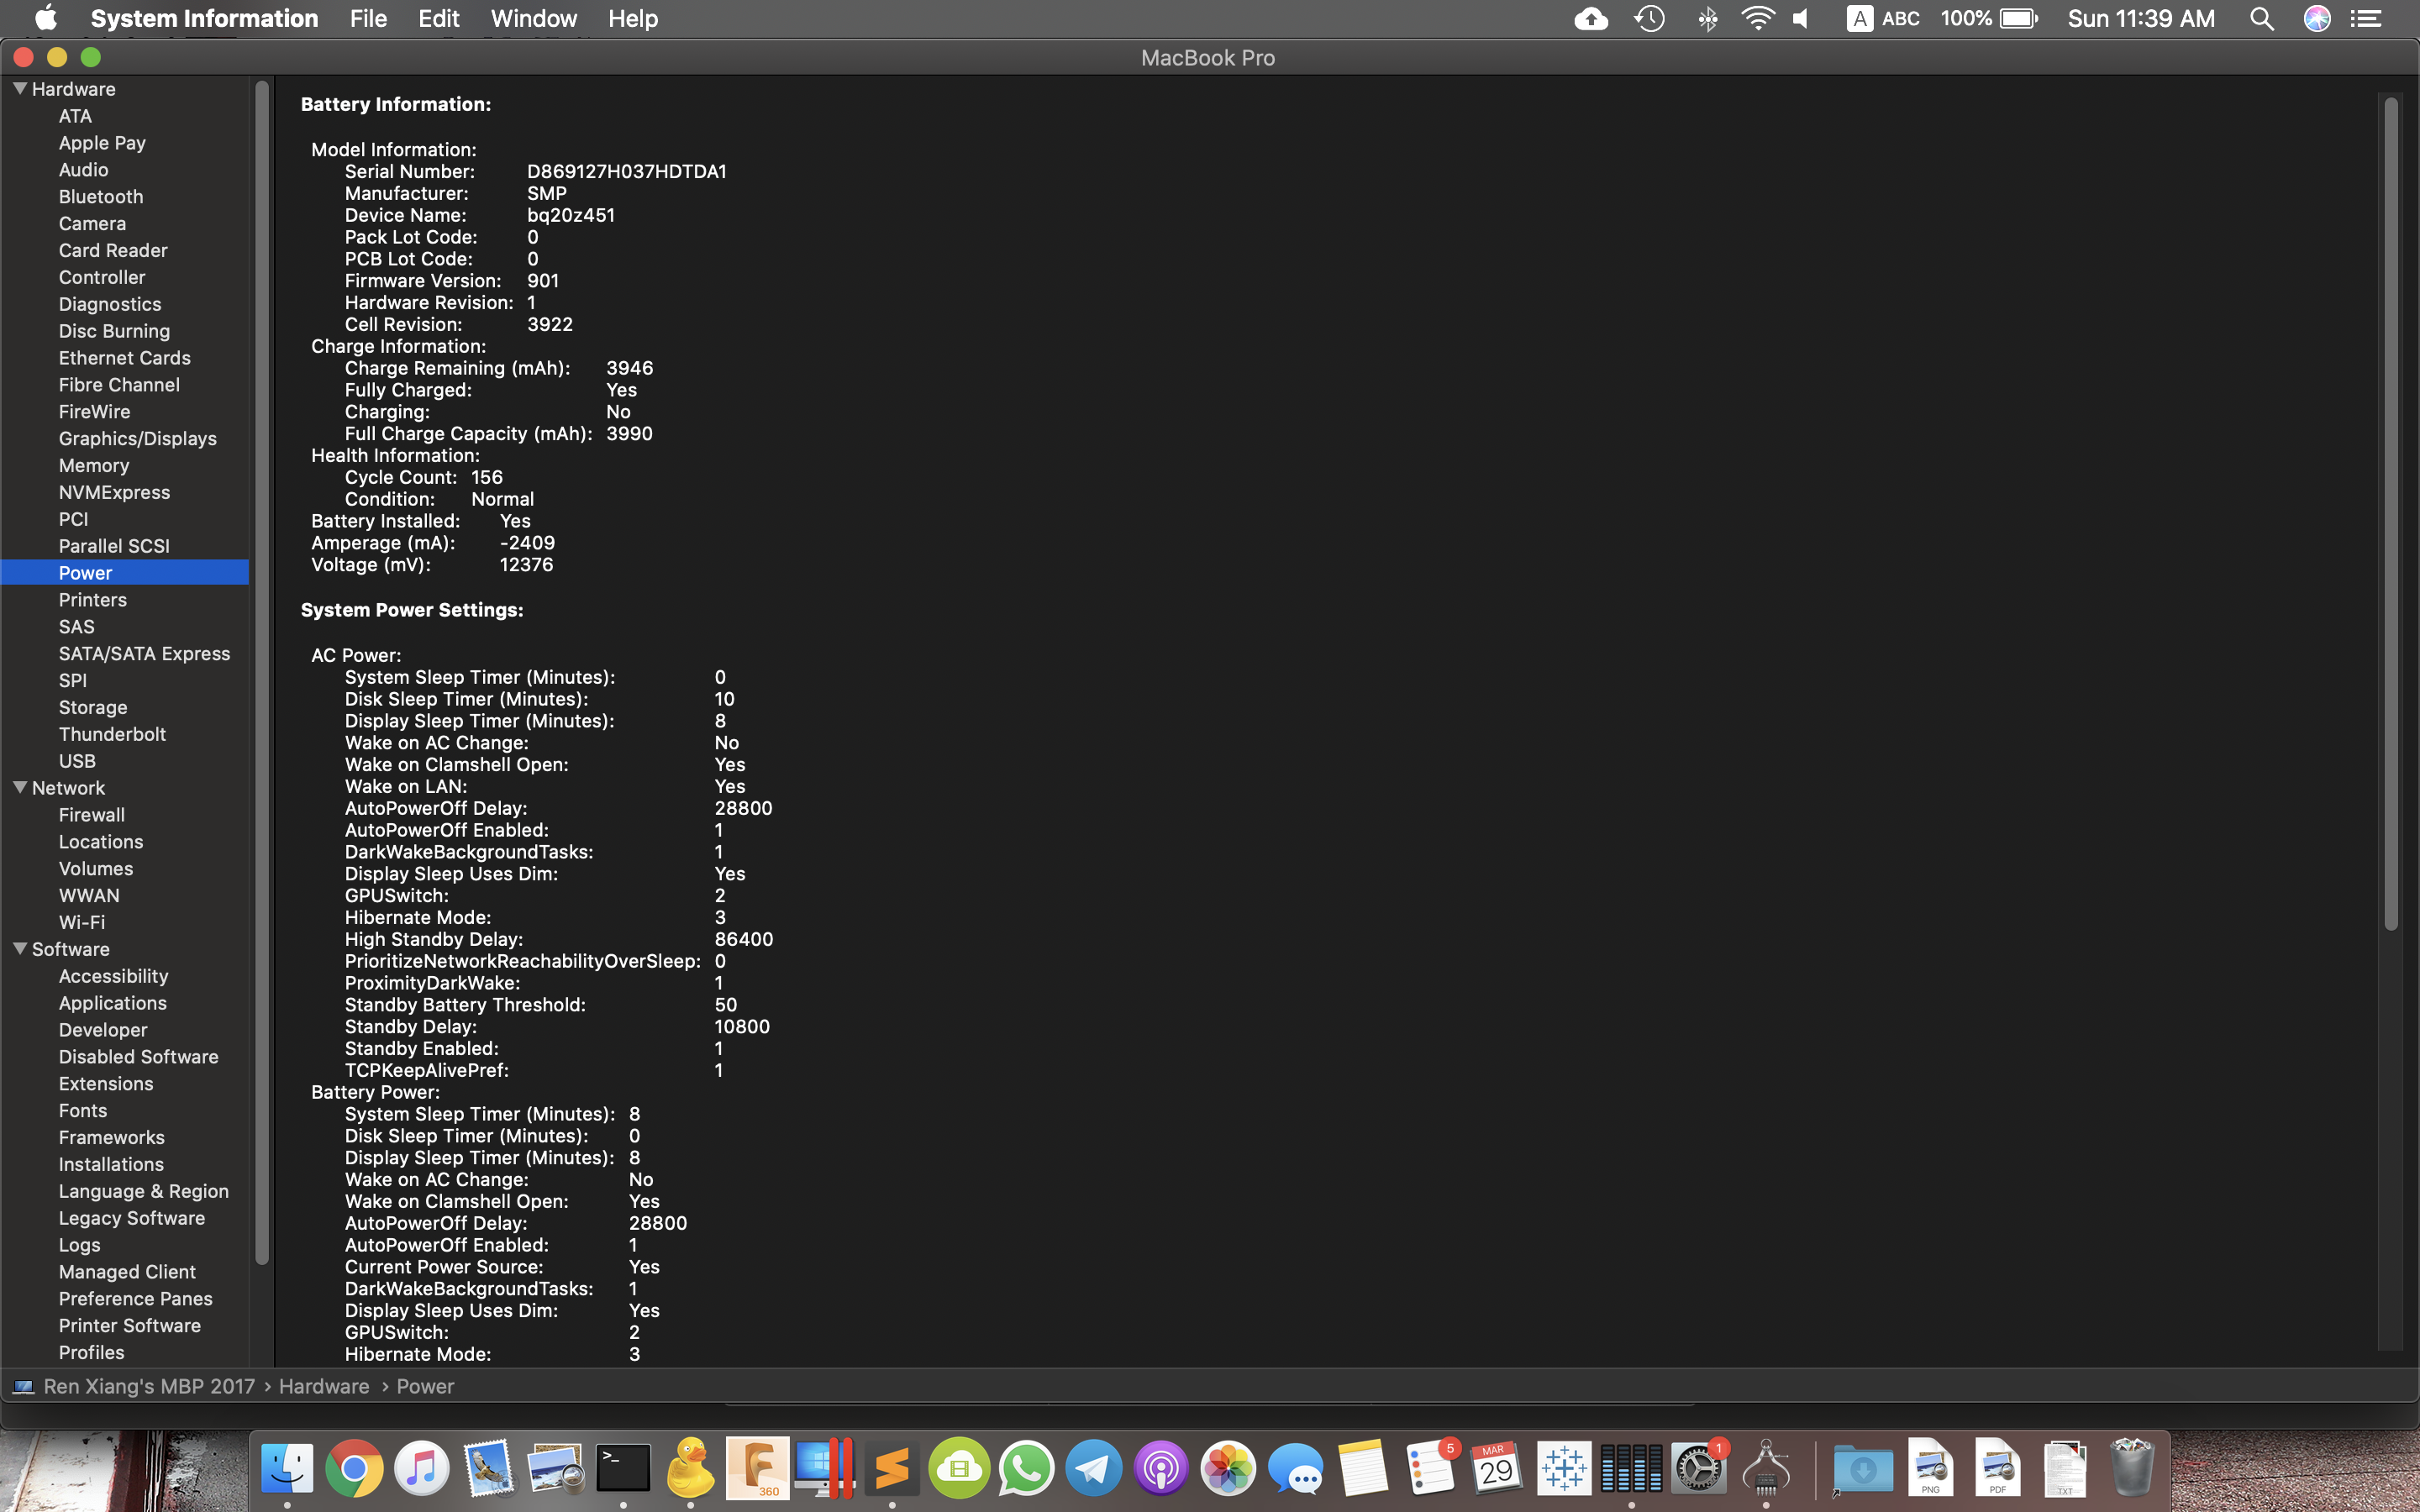 System Information File Edit Window Help A ABC 100% Sun 11:39 AM
MacBook Pro
Hardware
ATA
Apple Pay
Audio
Bluetooth
Camera
Card Reader
Controller
Diagnostics
Disc Burning
Ethernet Cards
Fibre Channel
FireWire
Graphics/Displays
Memory
NVMExpress
PCI
Parallel SCSI
Power
Printers
SAS
SATA/SATA Express
SPI
Storage
Thunderbolt
USB
Network
Firewall
Locations
Volumes
WWAN
Wi-Fi
Software
Accessibility
Applications
Developer
Disabled Software
Extensions
Fonts
Frameworks
Installations
Language & Region
Legacy Software
Logs
Managed Client
Preference Panes
Printer Software
Profiles
Battery Information:
Model Information:
Serial Number: D869127H037HDTDA1
Manufacturer: SMP
Device Name: bq20z451
Pack Lot Code: 0
PCB Lot Code: 0
Firmware Version: 901
Hardware Revision: 1
Cell Revision: 3922
Charge Information:
Charge Remaining (mAh): 3946
Fully Charged: Yes
Charging: No
Full Charge Capacity (mAh): 3990
Health Information:
Cycle Count: 156
Condition: Normal
Battery Installed: Yes
Amperage (mA): -2409
Voltage (mV): 12376
System Power Settings:
AC Power:
System Sleep Timer (Minutes): 0
Disk Sleep Timer (Minutes): 10
Display Sleep Timer (Minutes): 8
Wake on AC Change: No
Wake on Clamshell Open: Yes
Wake on LAN: Yes
AutoPowerOff Delay: 28800
AutoPowerOff Enabled: 1
DarkWakeBackgroundTasks: 1
Display Sleep Uses Dim: Yes
GPUSwitch: 2
Hibernate Mode: 3
High Standby Delay: 86400
PrioritizeNetworkReachabilityOverSleep: 0
ProximityDarkWake: 1
Standby Battery Threshold: 50
Standby Delay: 10800
Standby Enabled: 1
TCPKeepAlivePref: 1
Battery Power:
System Sleep Timer (Minutes): 8
Disk Sleep Timer (Minutes): 0
Display Sleep Timer (Minutes): 8
Wake on AC Change: No
Wake on Clamshell Open: Yes
AutoPowerOff Delay: 28800
AutoPowerOff Enabled: 1
Current Power Source: Yes
DarkWakeBackgroundTasks: 1
Display Sleep Uses Dim: Yes
GPUSwitch: 2
Hibernate Mode: 3
Ren Xiang's MBP 2017 › Hardware › Power
>_
F
360
5
MAR
29
1
PNG
PDF
TXT